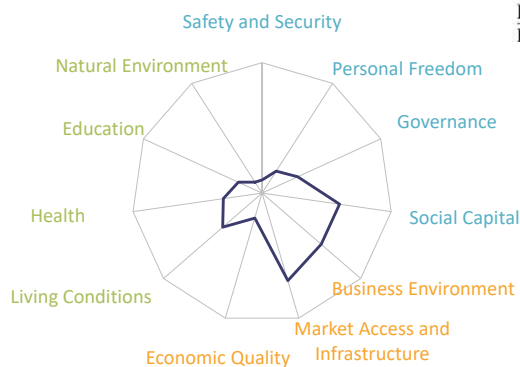 Safety and Security
Natural Environment
Personal Freedom
Education
Governance
Health
Social Capital
Living Conditions
Business Environment
Market Access and
Infrastructure
Economic Quality